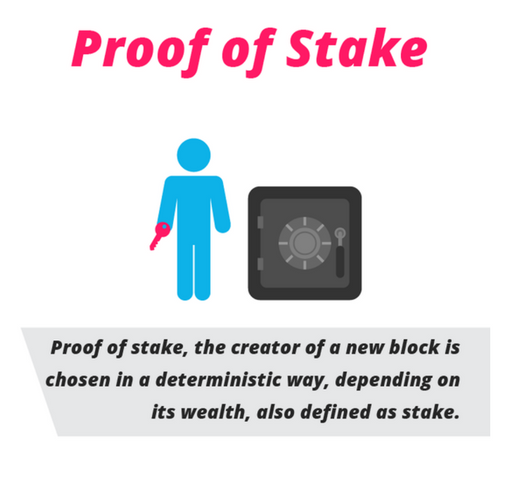 Proof of Stake
Proof of stake, the creator of a new block is
chosen in a deterministic way, depending on
its wealth, also defined as stake.